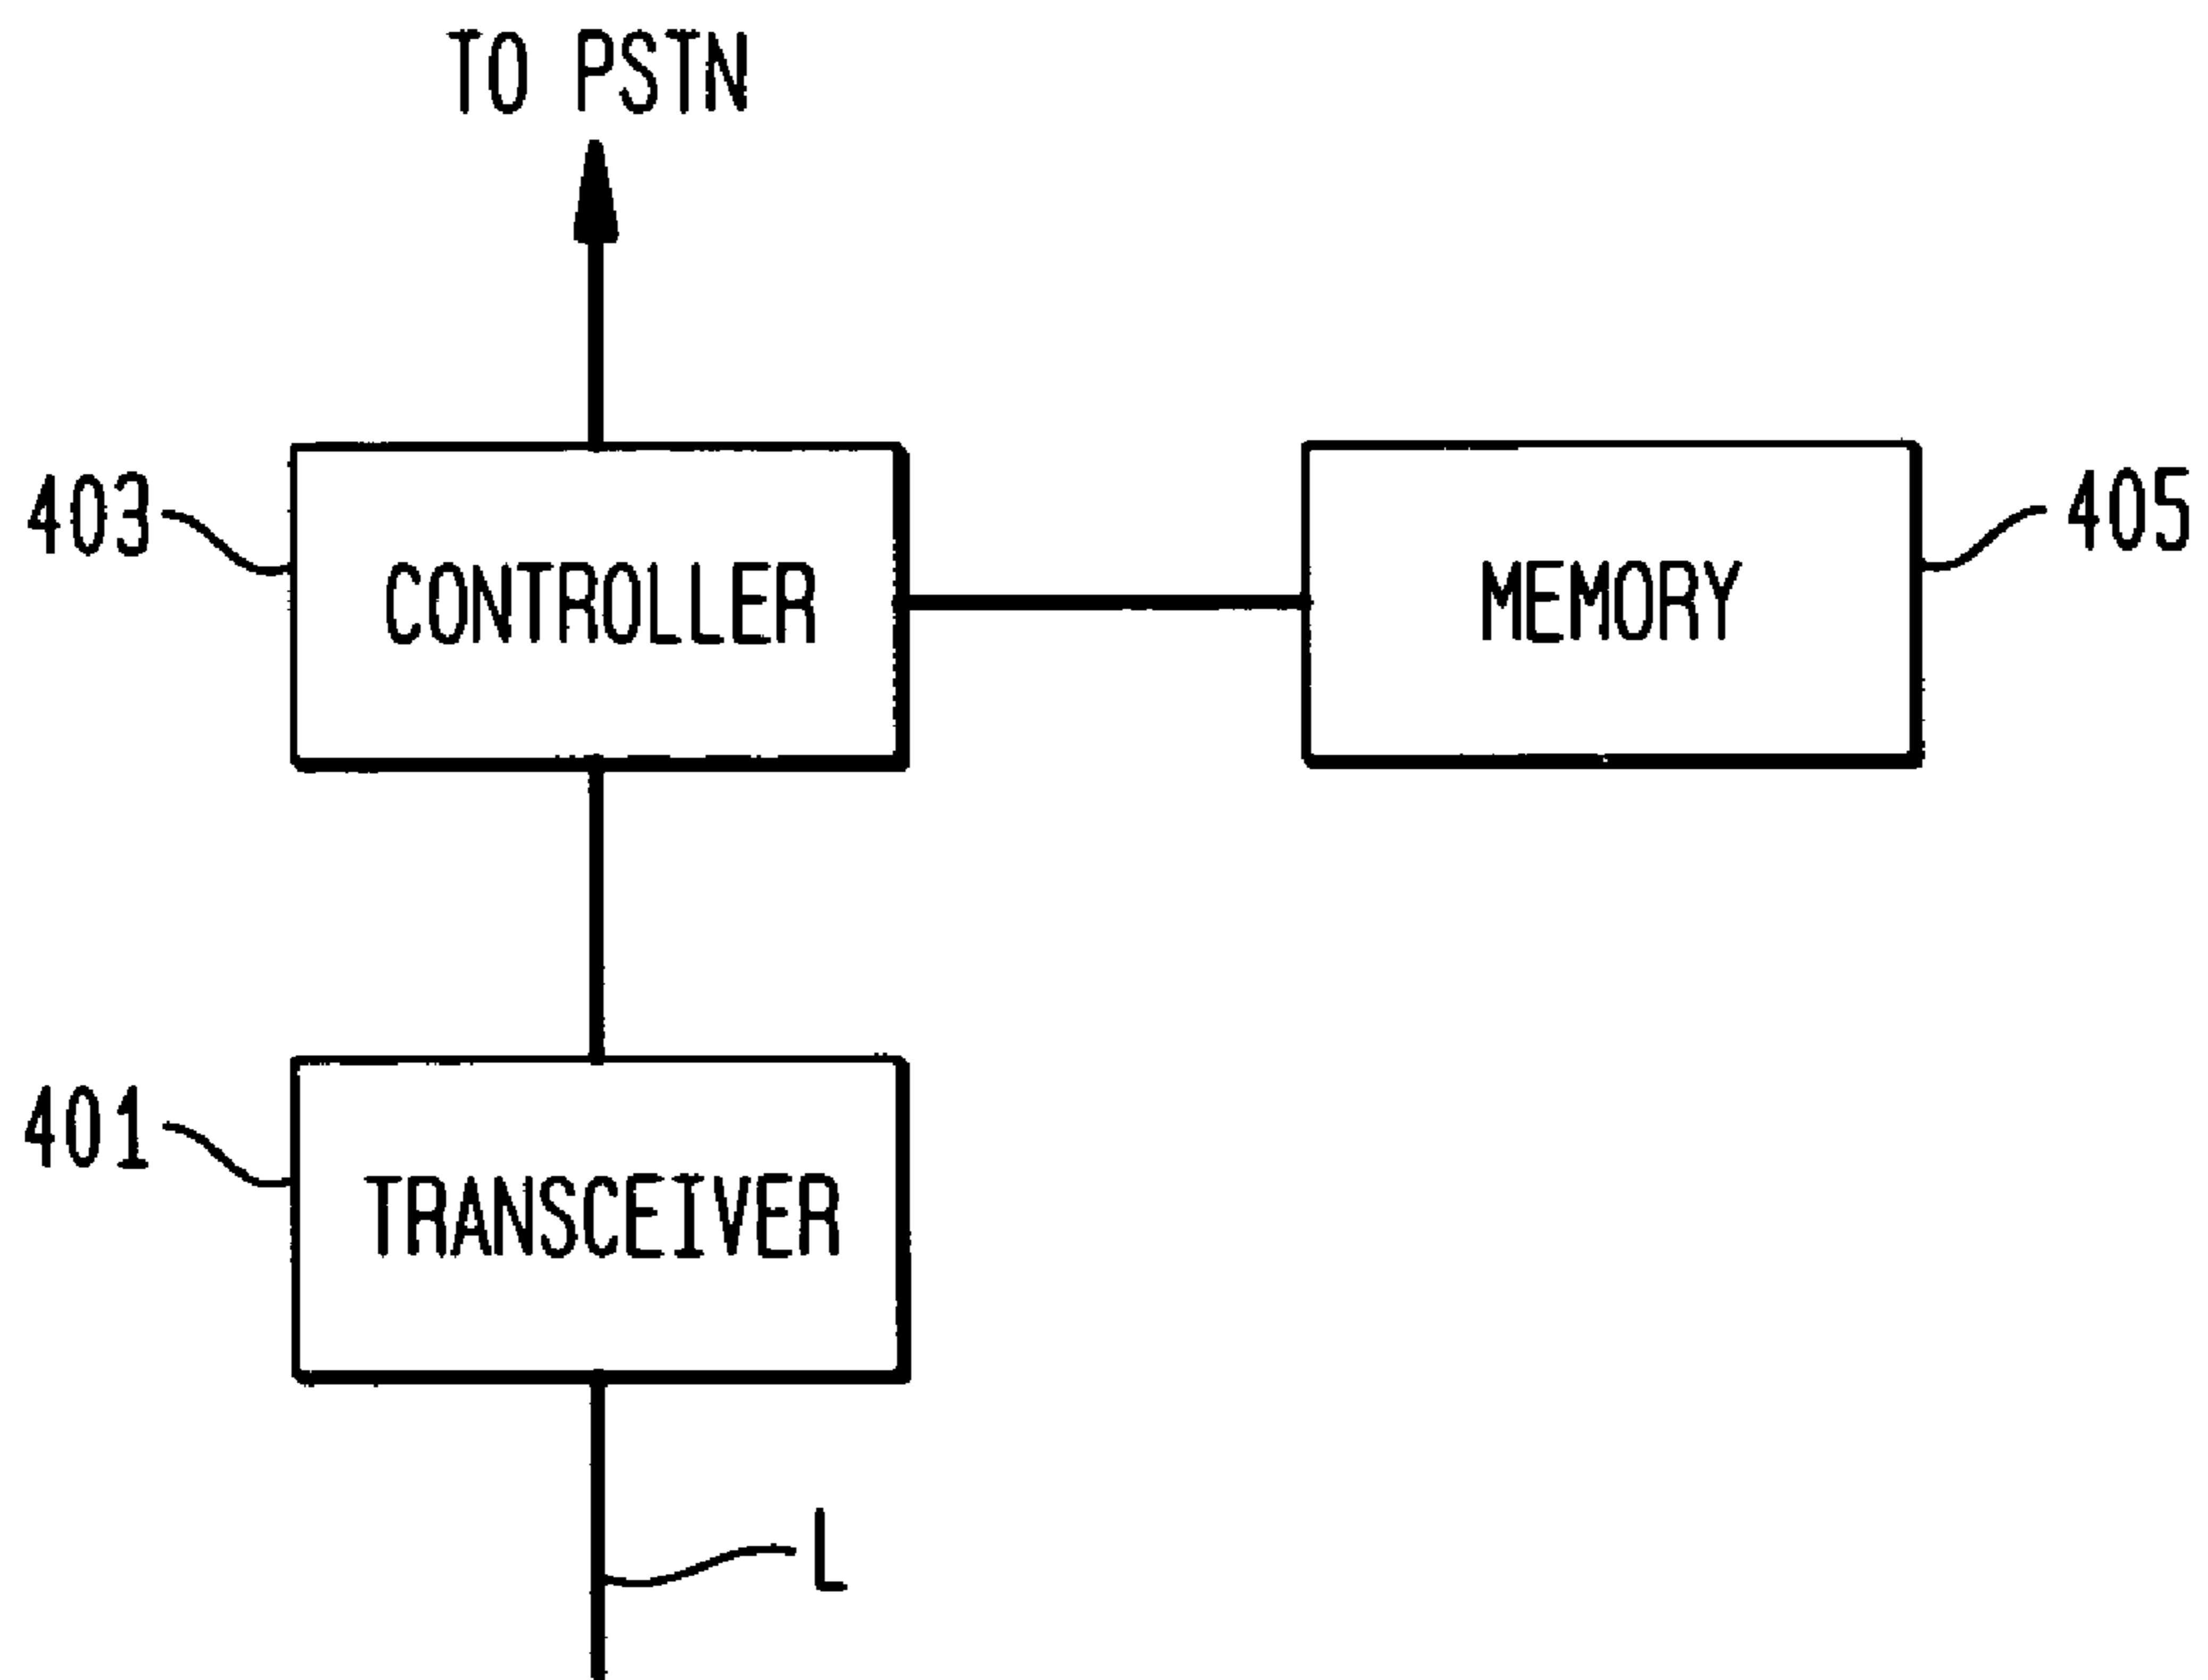 TO PSTN
403
CONTROLLER
MEMORY
405
401
TRANSCEIVER
L